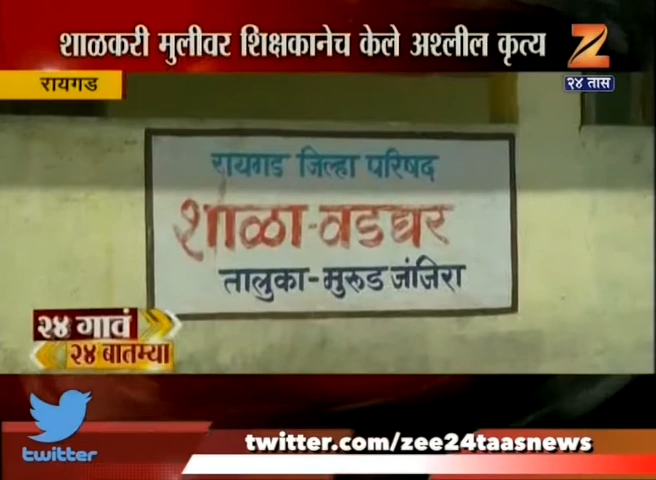 शाळकरी मुलीवर शिक्षकानेच केले अश्लील कृत्य
Z
२४ तास
रायगड
रायगड जिल्हा परिषद
शाळा-वडघर
तालुका-मुरुड जंजिरा
२४ गावं
२४ बातम्या
twitter
twitter.com/zee24taasnews